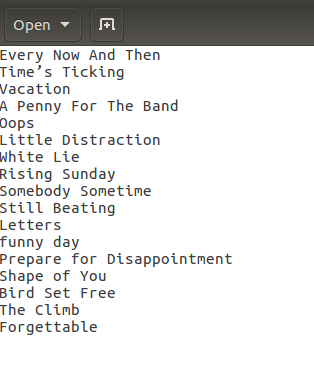 Open
Every Now And Then
Time’s Ticking
Vacation
A Penny For The Band
Oops
Little Distraction
White Lie
Rising Sunday
Somebody Sometime
Still Beating
Letters
funny day
Prepare for Disappointment
Shape of You
Bird Set Free
The Climb
Forgettable